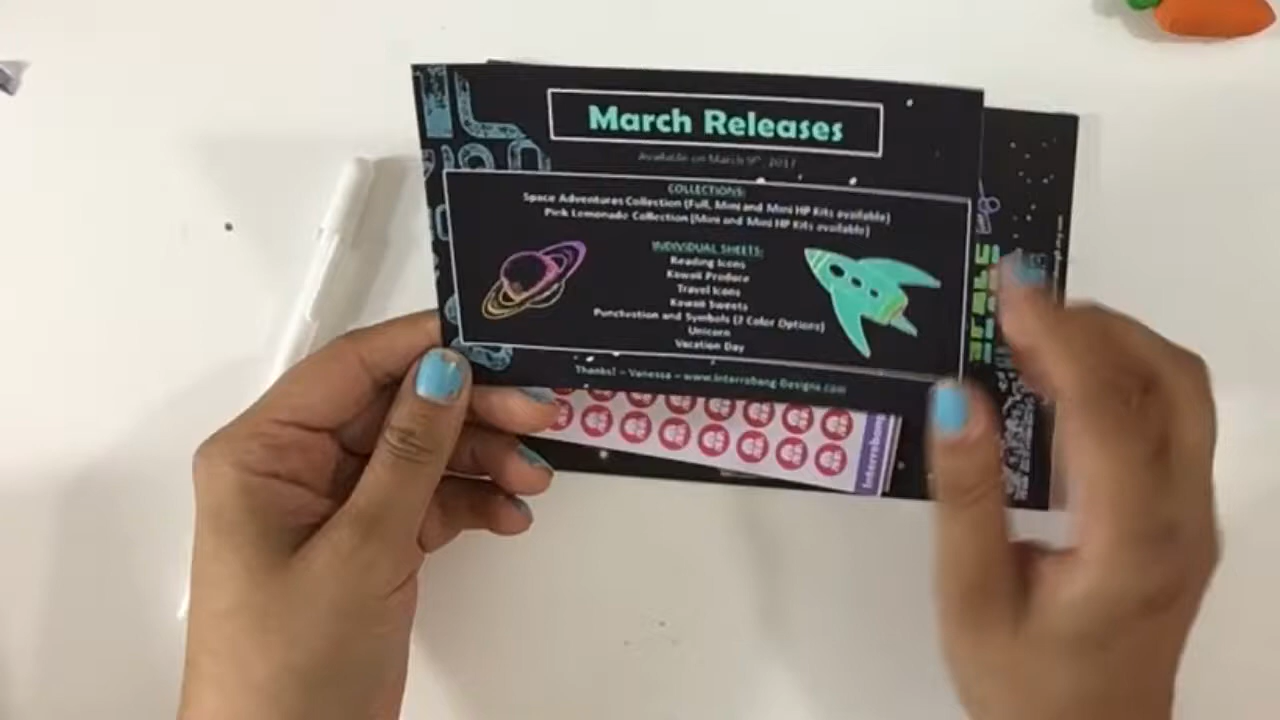 March Releases
Available on March 9th, 2017
COLLECTIONS:
Space Adventures Collection (Full, Mini and Mini HP Kits available)
Pink Lemonade Collection (Mini and Mini HP Kits available)
INDIVIDUAL SHEETS:
Reading Icons
Kawaii Produce
Travel Icons
Kawaii Sweets
Punctuation and Symbols (7 Color Options)
Unicorn
Vacation Day
Thanks! ~ Vanessa ~ www.Interrobang-Designs.com
Interrobang